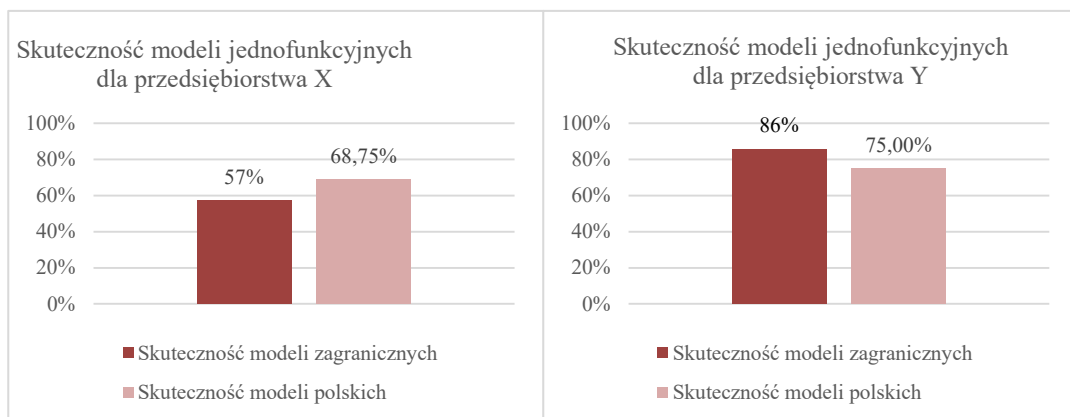 Skuteczność modeli jednofunkcyjnych
dla przedsiębiorstwa X
100%
80%
60%
40%
20%
0%
57%
68,75%
Skuteczność modeli zagranicznych
Skuteczność modeli polskich
Skuteczność modeli jednofunkcyjnych
dla przedsiębiorstwa Y
100%
80%
60%
40%
20%
0%
86%
75,00%
Skuteczność modeli zagranicznych
Skuteczność modeli polskich